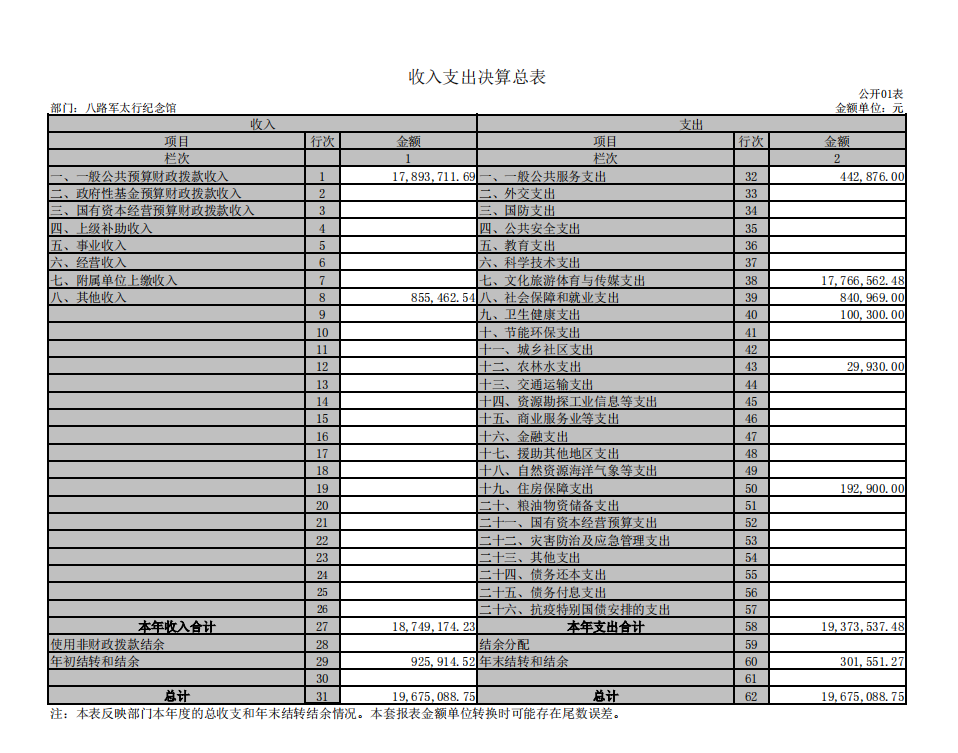 收入支出决算总表
公开01表
部门：八路军太行纪念馆 金额单位：元
收入 支出
项目 行次 金额 项目 行次 金额
栏次 1 栏次 2
一、一般公共预算财政拨款收入 1 17,893,711.69 一、一般公共服务支出 32 442,876.00
二、政府性基金预算财政拨款收入 2 二、外交支出 33
三、国有资本经营预算财政拨款收入 3 三、国防支出 34
四、上级补助收入 4 四、公共安全支出 35
五、事业收入 5 五、教育支出 36
六、经营收入 6 六、科学技术支出 37
七、附属单位上缴收入 7 七、文化旅游体育与传媒支出 38 17,766,562.48
八、其他收入 8 855,462.54 八、社会保障和就业支出 39 840,969.00
9 九、卫生健康支出 40 100,300.00
10 十、节能环保支出 41
11 十一、城乡社区支出 42
12 十二、农林水支出 43 29,930.00
13 十三、交通运输支出 44
14 十四、资源勘探工业信息等支出 45
15 十五、商业服务业等支出 46
16 十六、金融支出 47
17 十七、援助其他地区支出 48
18 十八、自然资源海洋气象等支出 49
19 十九、住房保障支出 50 192,900.00
20 二十、粮油物资储备支出 51
21 二十一、国有资本经营预算支出 52
22 二十二、灾害防治及应急管理支出 53
23 二十三、其他支出 54
24 二十四、债务还本支出 55
25 二十五、债务付息支出 56
26 二十六、抗疫特别国债安排的支出 57
本年收入合计 27 18,749,174.23 本年支出合计 58 19,373,537.48
使用非财政拨款结余 28 结余分配 59
年初结转和结余 29 925,914.52 年末结转和结余 60 301,551.27
30 61
总计 31 19,675,088.75 总计 62 19,675,088.75
注：本表反映部门本年度的总收支和年末结转结余情况。本套报表金额单位转换时可能存在尾数误差。